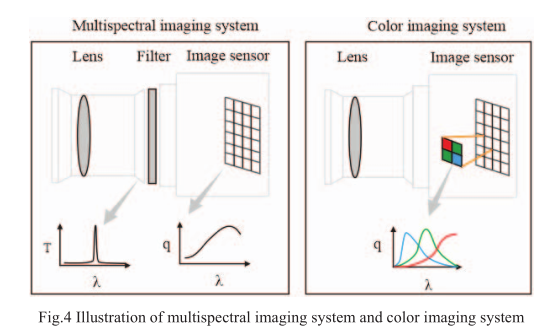 Multispectral imaging system
Color imaging system
Lens Filter Image sensor
Lens Image sensor
T
λ
q
λ
q
λ
Fig.4 Illustration of multispectral imaging system and color imaging system